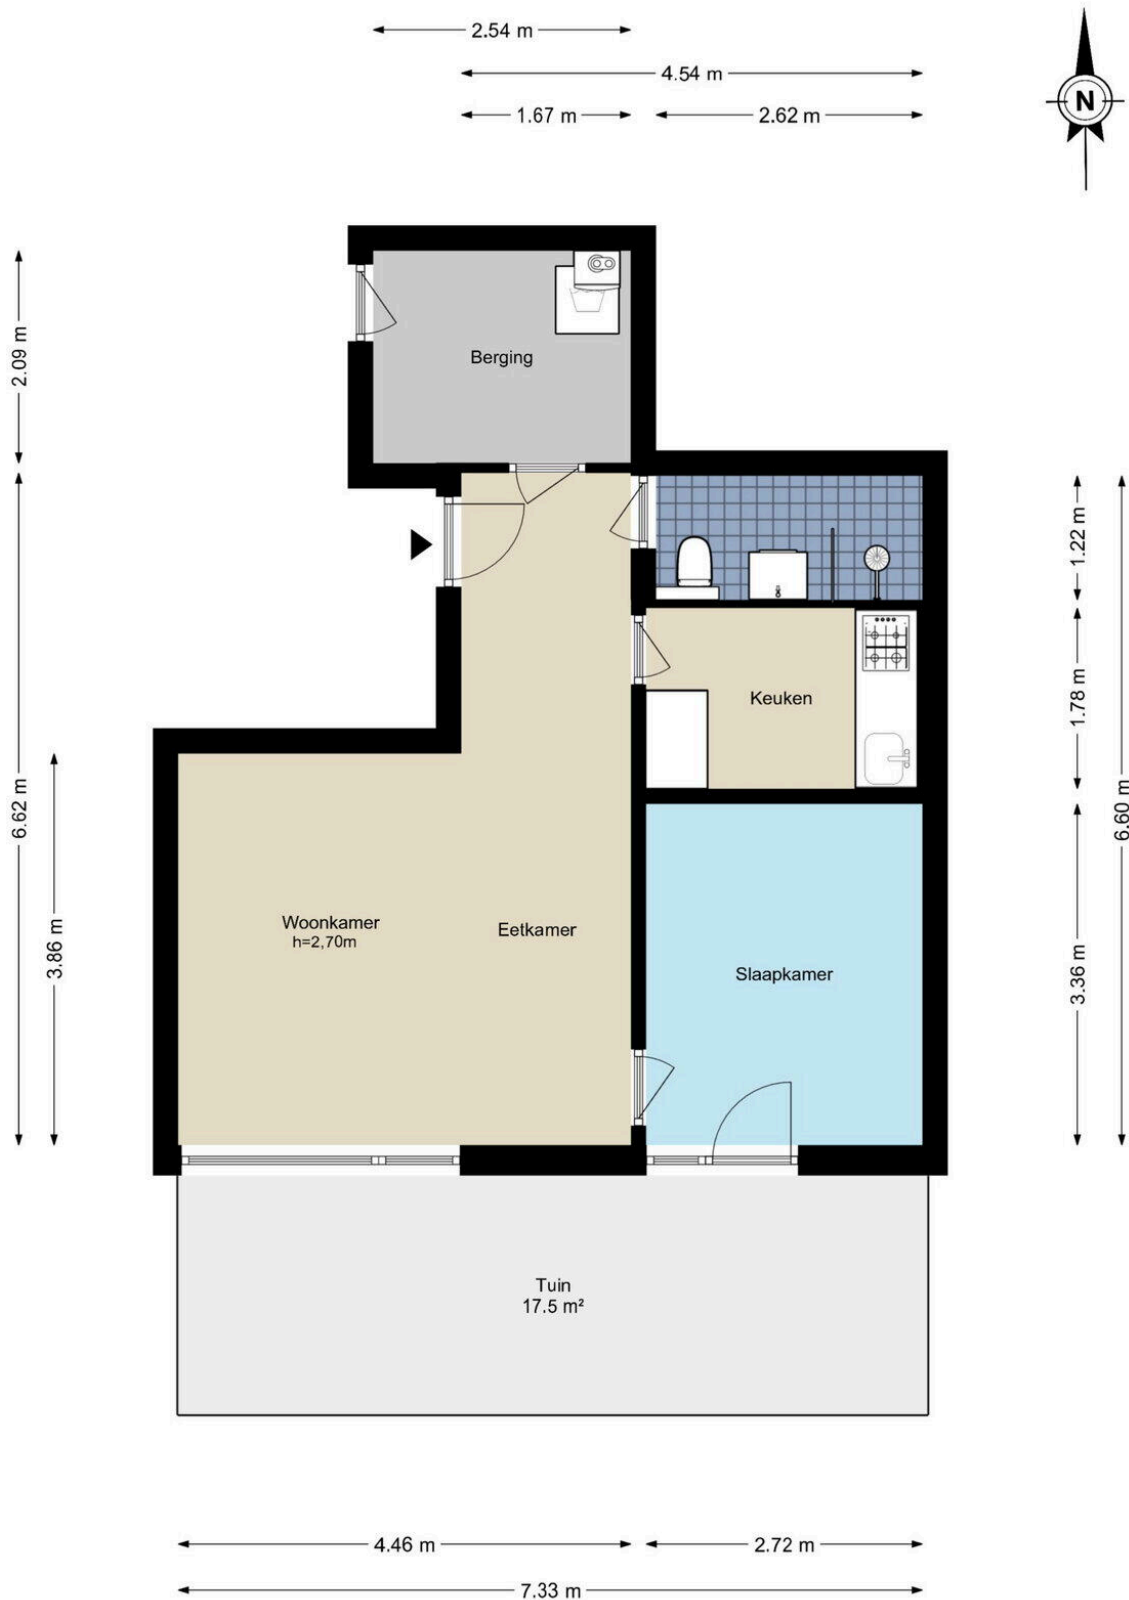 2.54 m
4.54 m
1.67 m
2.62 m
N
2.09 m
Berging
1.22 m
Keuken
1.78 m
6.62 m
6.60 m
Woonkamer
h=2,70m
Eetkamer
3.86 m
Slaapkamer
3.36 m
Tuin
17.5 m²
4.46 m
2.72 m
7.33 m